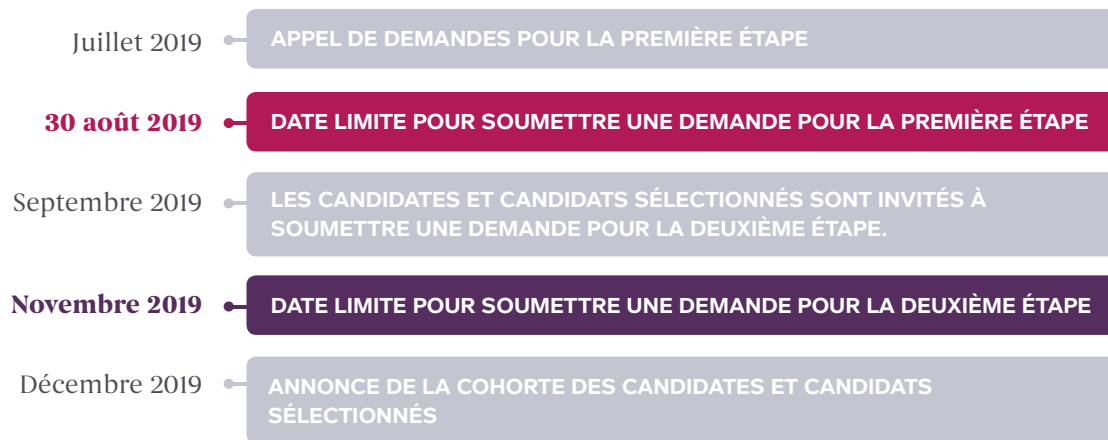 Juillet 2019
APPEL DE DEMANDES POUR LA PREMIÈRE ÉTAPE
30 août 2019
DATE LIMITE POUR SOUMETTRE UNE DEMANDE POUR LA PREMIÈRE ÉTAPE
Septembre 2019
LES CANDIDATES ET CANDIDATS SÉLECTIONNÉS SONT INVITÉS À
SOUMETTRE UNE DEMANDE POUR LA DEUXIÈME ÉTAPE.
Novembre 2019
DATE LIMITE POUR SOUMETTRE UNE DEMANDE POUR LA DEUXIÈME ÉTAPE
Décembre 2019
ANNONCE DE LA COHORTE DES CANDIDATES ET CANDIDATS
SÉLECTIONNÉS